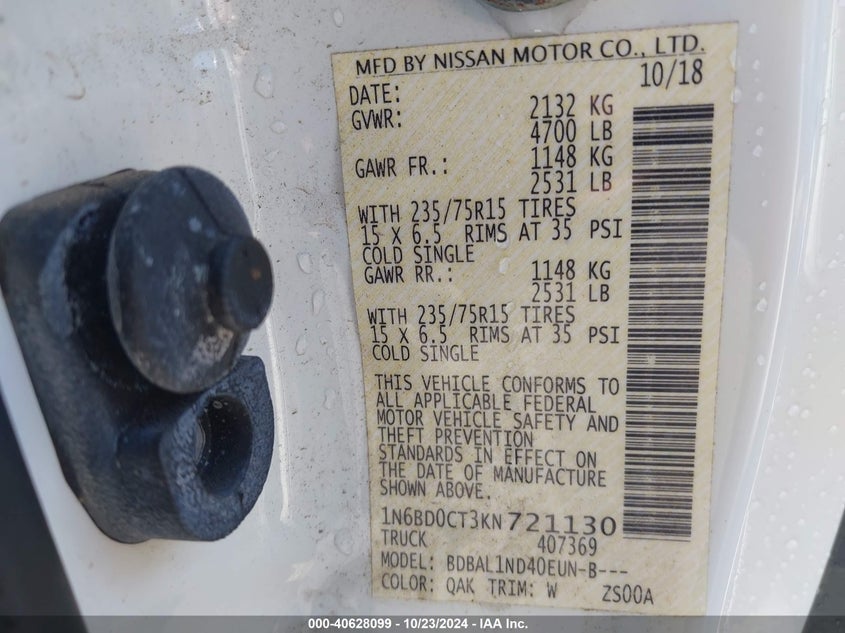 MFD BY NISSAN MOTOR CO., LTD.
DATE: 10/18
GVWR: 2132 KG
4700 LB
GAWR FR.: 1148 KG
2531 LB
WITH 235/75R15 TIRES
15 X 6.5 RIMS AT 35 PSI
COLD SINGLE
GAWR RR.: 1148 KG
2531 LB
WITH 235/75R15 TIRES
15 X 6.5 RIMS AT 35 PSI
COLD SINGLE
THIS VEHICLE CONFORMS TO
ALL APPLICABLE FEDERAL
MOTOR VEHICLE SAFETY AND
THEFT PREVENTION
STANDARDS IN EFFECT ON
THE DATE OF MANUFACTURE
SHOWN ABOVE.
1N6BD0CT3KN721130
TRUCK 407369
MODEL: BDBAL1ND40EUN-B---
COLOR: QAK TRIM: W ZS00A
000-40628099 - 10/23/2024 - IAAI.com